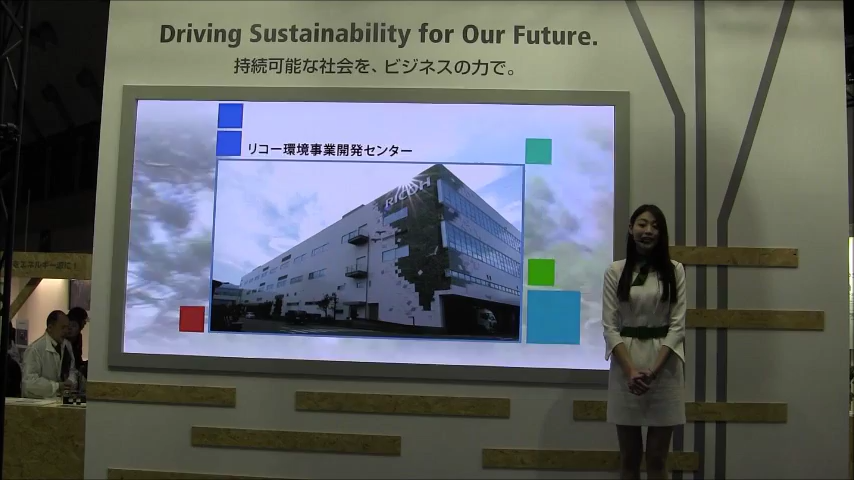 Driving Sustainability for Our Future.
持続可能な社会を、ビジネスの力で。
リコー環境事業開発センター
RICOH